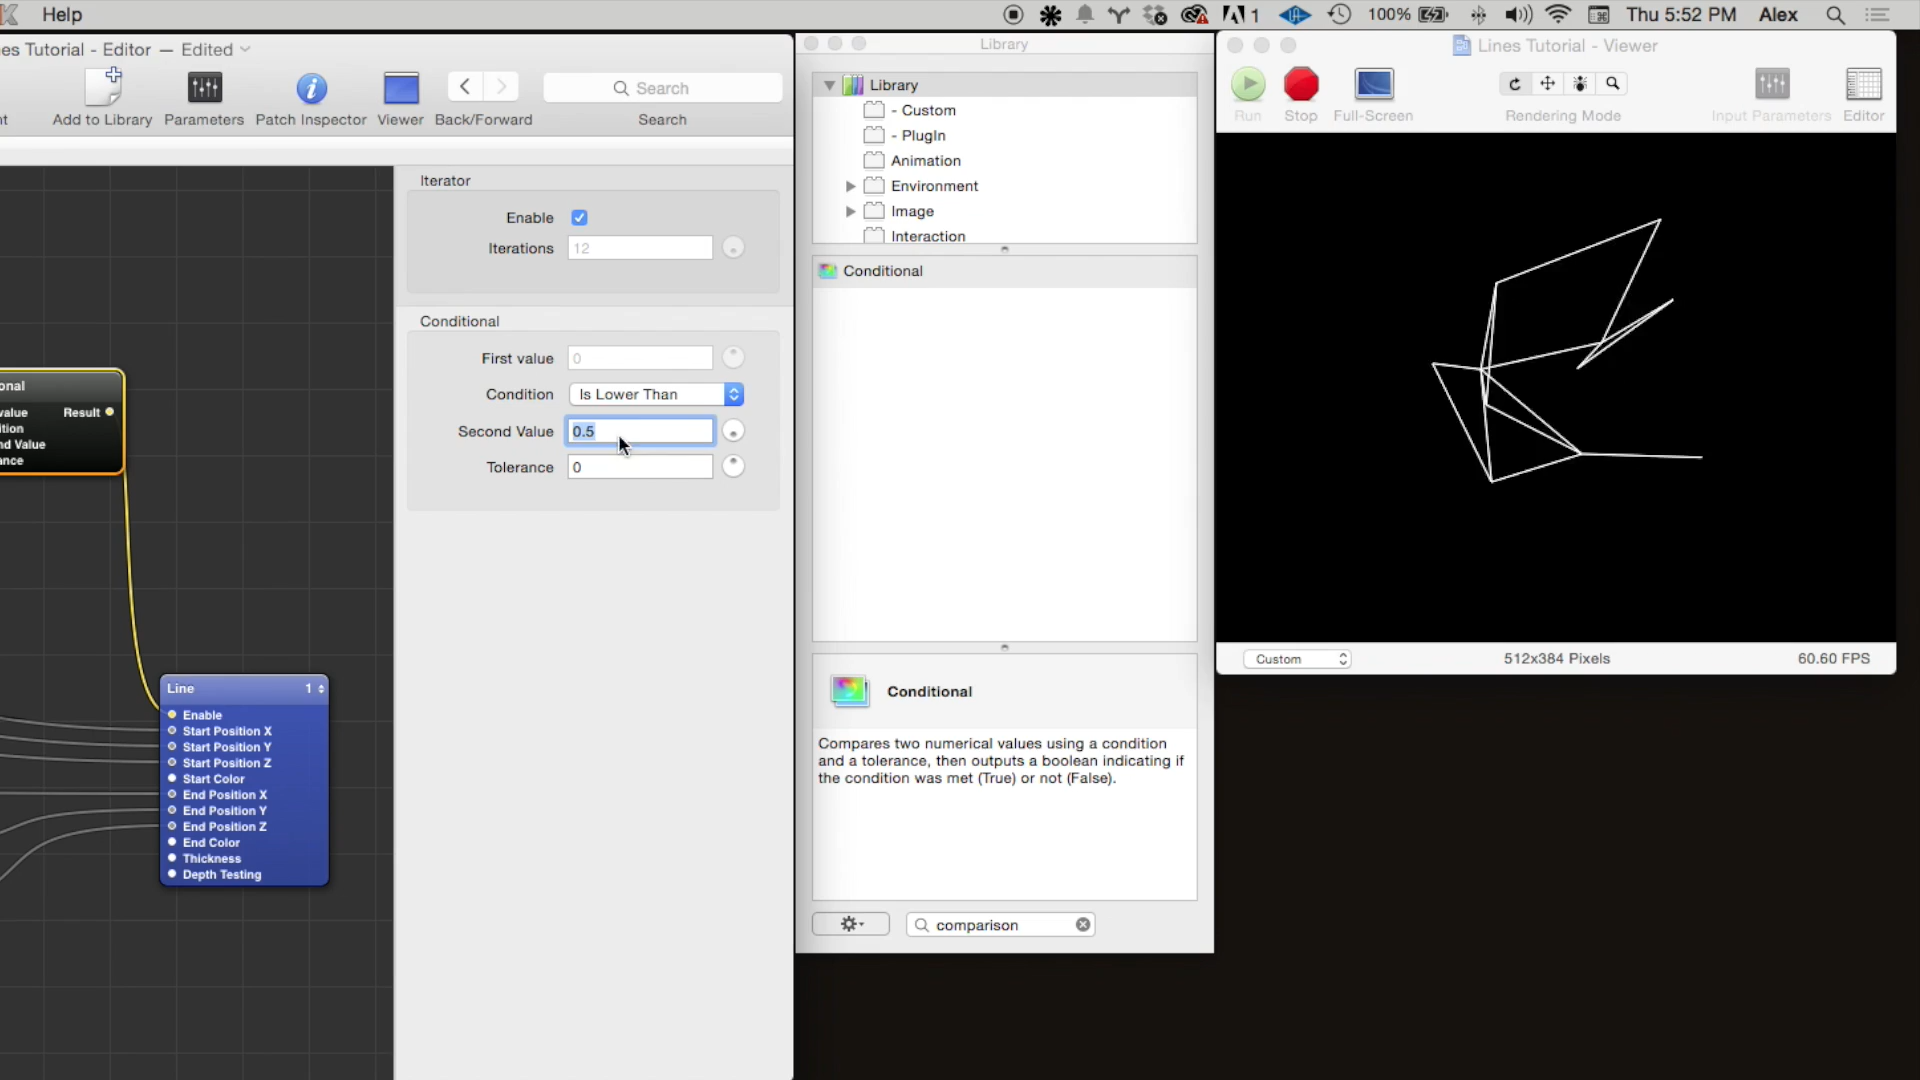 Help
1
100%
Thu 5:52 PM
Alex
es Tutorial - Editor — Edited
Search
nt
Add to Library
Parameters
Patch Inspector
Viewer
Back/Forward
Search
Iterator
Enable
Iterations
12
Conditional
First value
0
Condition
Is Lower Than
Second Value
0.5
Tolerance
0
onal
value
Result
ition
nd Value
ance
Line
1
Enable
Start Position X
Start Position Y
Start Position Z
Start Color
End Position X
End Position Y
End Position Z
End Color
Thickness
Depth Testing
Library
Library
- Custom
- PlugIn
Animation
Environment
Image
Interaction
Conditional
Conditional
Compares two numerical values using a condition
and a tolerance, then outputs a boolean indicating if
the condition was met (True) or not (False).
comparison
Lines Tutorial - Viewer
Run
Stop
Full-Screen
Rendering Mode
Input Parameters
Editor
Custom
512x384 Pixels
60.60 FPS